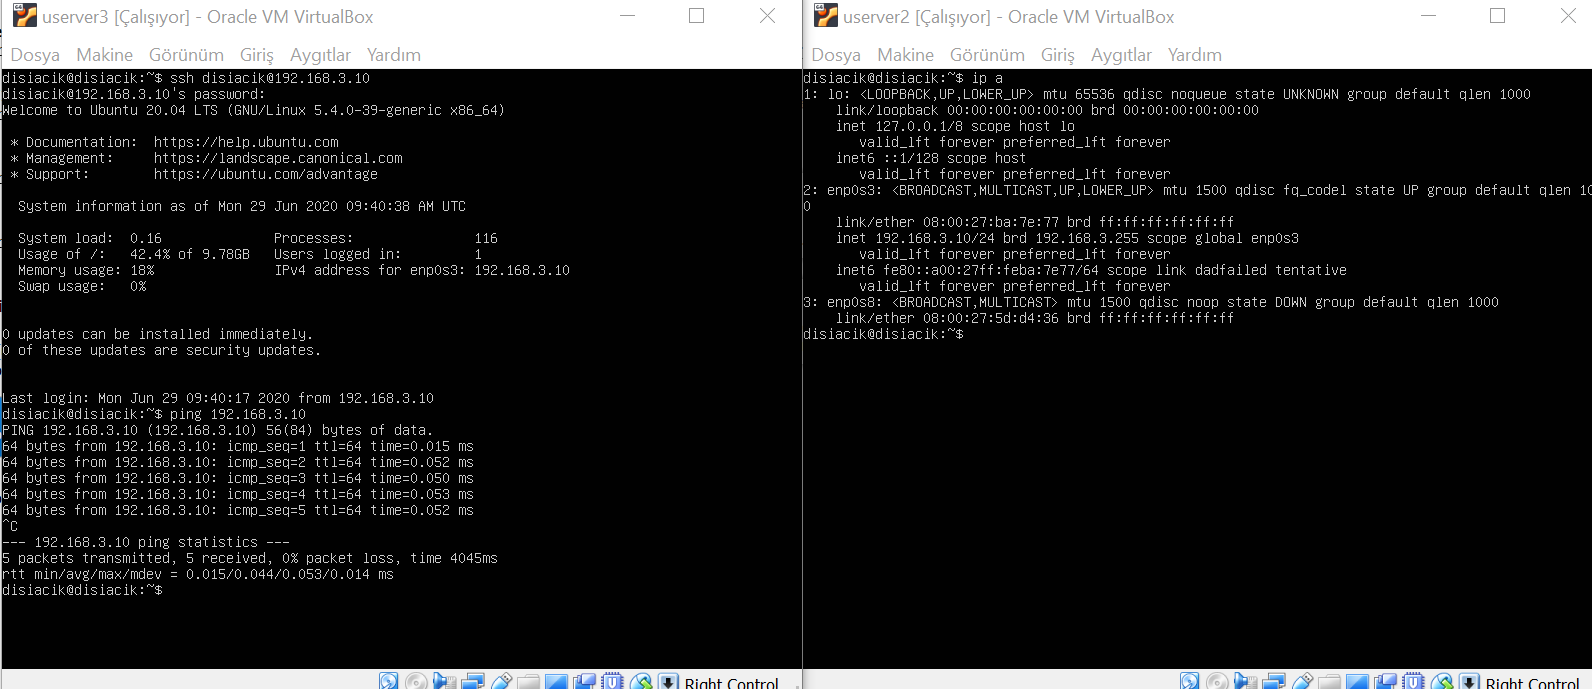 userver3 [Çalışıyor] - Oracle VM VirtualBox
Dosya Makine Görünüm Giriş Aygıtlar Yardım
disiacik@disiacik:~$ ssh disiacik@192.168.3.10
disiacik@192.168.3.10's password:
Welcome to Ubuntu 20.04 LTS (GNU/Linux 5.4.0-39-generic x86_64)
* Documentation: https://help.ubuntu.com
* Management: https://landscape.canonical.com
* Support: https://ubuntu.com/advantage
System information as of Mon 29 Jun 2020 09:40:38 AM UTC
System load: 0.16 Processes: 116
Usage of /: 42.4% of 9.78GB Users logged in: 1
Memory usage: 18% IPv4 address for enp0s3: 192.168.3.10
Swap usage: 0%
0 updates can be installed immediately.
0 of these updates are security updates.
Last login: Mon Jun 29 09:40:17 2020 from 192.168.3.10
disiacik@disiacik:~$ ping 192.168.3.10
PING 192.168.3.10 (192.168.3.10) 56(84) bytes of data.
64 bytes from 192.168.3.10: icmp_seq=1 ttl=64 time=0.015 ms
64 bytes from 192.168.3.10: icmp_seq=2 ttl=64 time=0.052 ms
64 bytes from 192.168.3.10: icmp_seq=3 ttl=64 time=0.050 ms
64 bytes from 192.168.3.10: icmp_seq=4 ttl=64 time=0.053 ms
64 bytes from 192.168.3.10: icmp_seq=5 ttl=64 time=0.052 ms
^C
--- 192.168.3.10 ping statistics ---
5 packets transmitted, 5 received, 0% packet loss, time 4045ms
rtt min/avg/max/mdev = 0.015/0.044/0.053/0.014 ms
disiacik@disiacik:~$
Right Control
userver2 [Çalışıyor] - Oracle VM VirtualBox
Dosya Makine Görünüm Giriş Aygıtlar Yardım
disiacik@disiacik:~$ ip a
1: lo: <LOOPBACK,UP,LOWER_UP> mtu 65536 qdisc noqueue state UNKNOWN group default qlen 1000
link/loopback 00:00:00:00:00:00 brd 00:00:00:00:00:00
inet 127.0.0.1/8 scope host lo
valid_lft forever preferred_lft forever
inet6 ::1/128 scope host
valid_lft forever preferred_lft forever
2: enp0s3: <BROADCAST,MULTICAST,UP,LOWER_UP> mtu 1500 qdisc fq_codel state UP group default qlen 10
0
link/ether 08:00:27:ba:7e:77 brd ff:ff:ff:ff:ff:ff
inet 192.168.3.10/24 brd 192.168.3.255 scope global enp0s3
valid_lft forever preferred_lft forever
inet6 fe80::a00:27ff:feba:7e77/64 scope link dadfailed tentative
valid_lft forever preferred_lft forever
3: enp0s8: <BROADCAST,MULTICAST> mtu 1500 qdisc noop state DOWN group default qlen 1000
link/ether 08:00:27:5d:d4:36 brd ff:ff:ff:ff:ff:ff
disiacik@disiacik:~$
Right Control